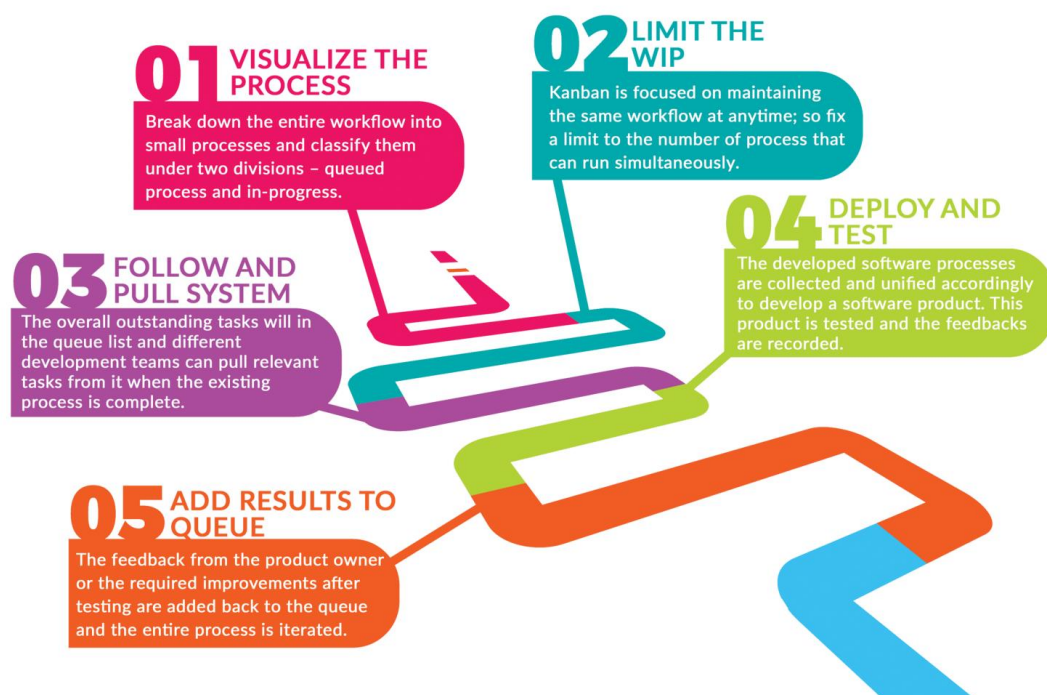 01 VISUALIZE THE
PROCESS
Break down the entire workflow into
small processes and classify them
under two divisions – queued
process and in-progress.
02 LIMIT THE
WIP
Kanban is focused on maintaining
the same workflow at anytime; so fix
a limit to the number of process that
can run simultaneously.
03 FOLLOW AND
PULL SYSTEM
The overall outstanding tasks will in
the queue list and different
development teams can pull relevant
tasks from it when the existing
process is complete.
04 DEPLOY AND
TEST
The developed software processes
are collected and unified accordingly
to develop a software product. This
product is tested and the feedbacks
are recorded.
05 ADD RESULTS TO
QUEUE
The feedback from the product owner
or the required improvements after
testing are added back to the queue
and the entire process is iterated.